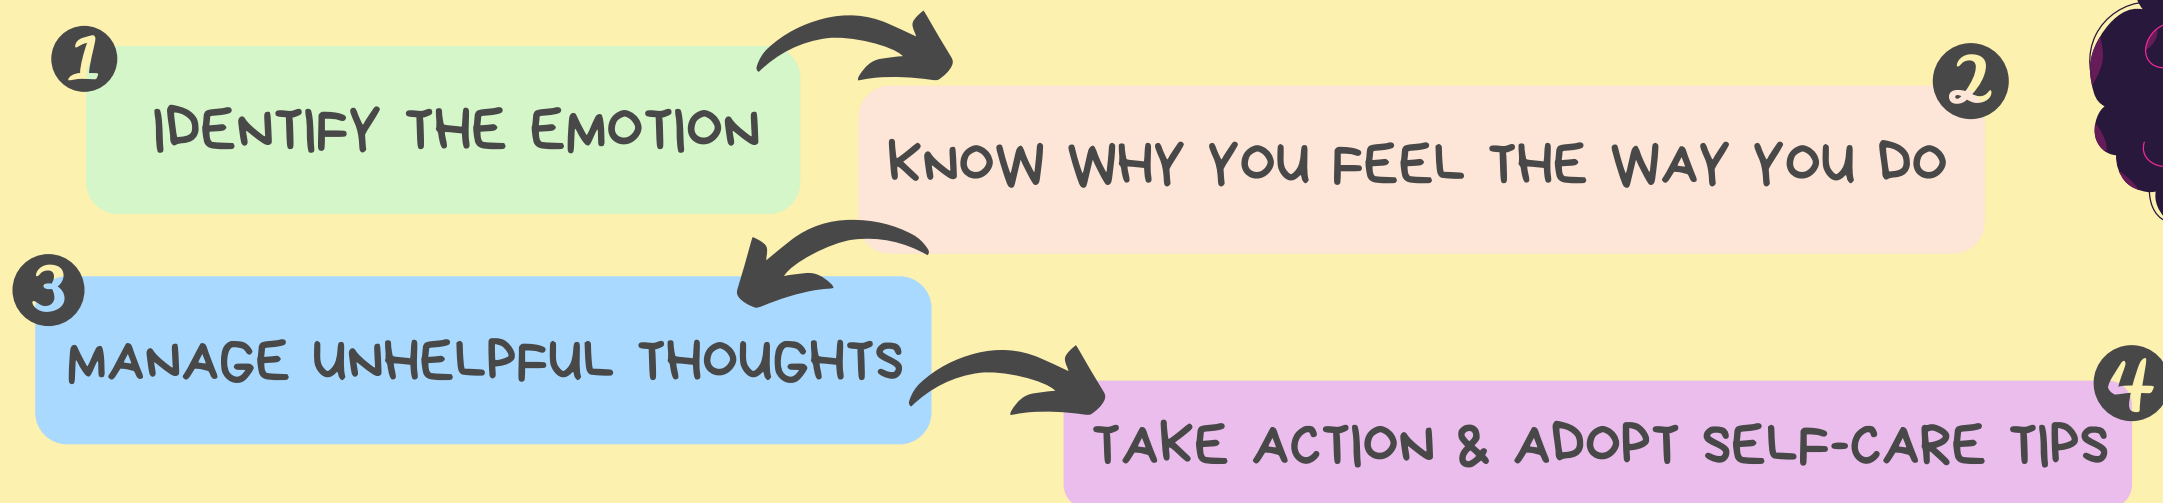 1
IDENTIFY THE EMOTION
2
KNOW WHY YOU FEEL THE WAY YOU DO
3
MANAGE UNHELPFUL THOUGHTS
4
TAKE ACTION & ADOPT SELF-CARE TIPS